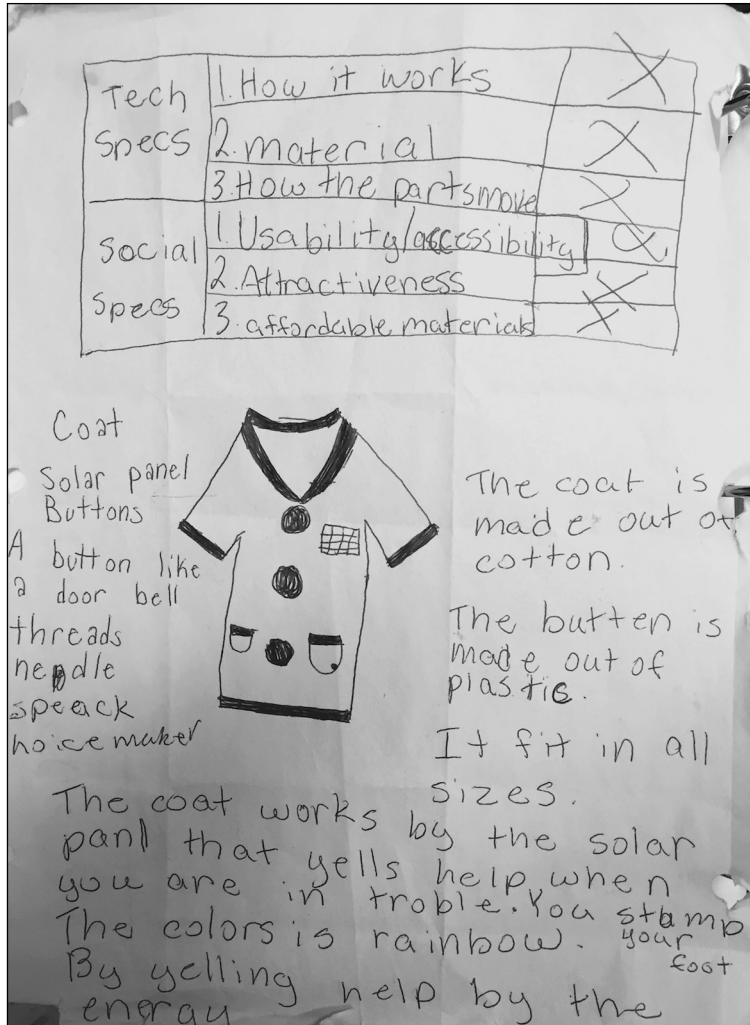 Tech
Specs
1. How it works
X
2. material
X
3. How the parts move
X
Social
Specs
1. Usability/accessibility
X
2. Attractiveness
X
3. affordable materials
X
Coat
Solar panel
Buttons
A button like
a door bell
threads
needle
speack
hoice maker
The coat is
made out of
cotton.
The butten is
made out of
plastic.
It fit in all
sizes.
The coat works by the solar
panl that yells help when
you are in troble. You stamp
your
foot
The colors is rainbow.
By yelling help by the
energy